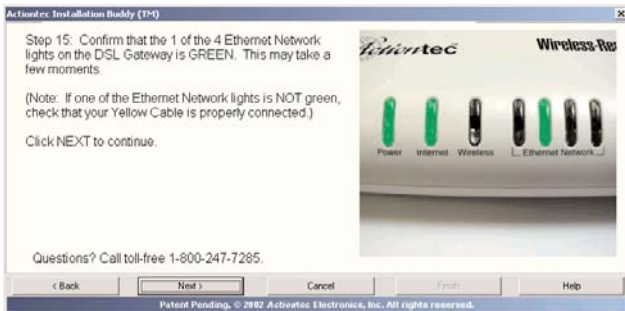 Actiontec Installation Buddy (TM)
Step 15: Confirm that the 1 of the 4 Ethernet Network
lights on the DSL Gateway is GREEN. This may take a
few moments.
(Note: If one of the Ethernet Network lights is NOT green,
check that your Yellow Cable is properly connected.)
Click NEXT to continue.
Questions? Call toll-free 1-800-247-7285.
Actiontec
Wireless-Re
Power Internet Wireless Ethernet Network
< Back Next > Cancel Finish Help
Patent Pending, © 2002 Actiontec Electronics, Inc. All rights reserved.